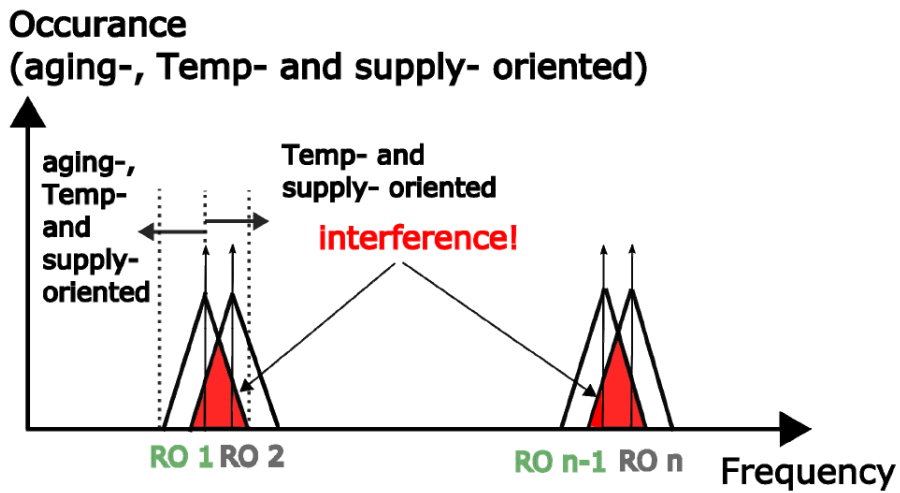 Occurance
(aging-, Temp- and supply- oriented)
aging-,
Temp-
and
supply-
oriented
Temp- and
supply- oriented
interference!
RO 1 RO 2
RO n-1 RO n
Frequency